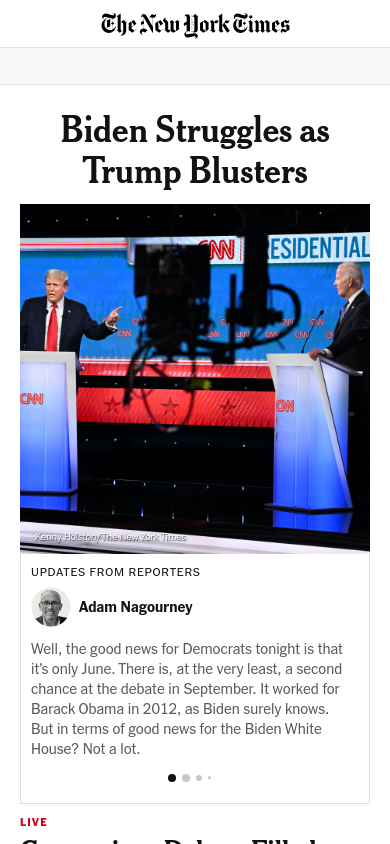 The New York Times
Biden Struggles as
Trump Blusters
CNN
ESIDENTIAL
CNN
CNN
CNN
CNN
CNN
CNN
CNN
CNN
CNN
Kenny Holston/The New York Times
UPDATES FROM REPORTERS
Adam Nagourney
Well, the good news for Democrats tonight is that
it's only June. There is, at the very least, a second
chance at the debate in September. It worked for
Barack Obama in 2012, as Biden surely knows.
But in terms of good news for the Biden White
House? Not a lot.
LIVE